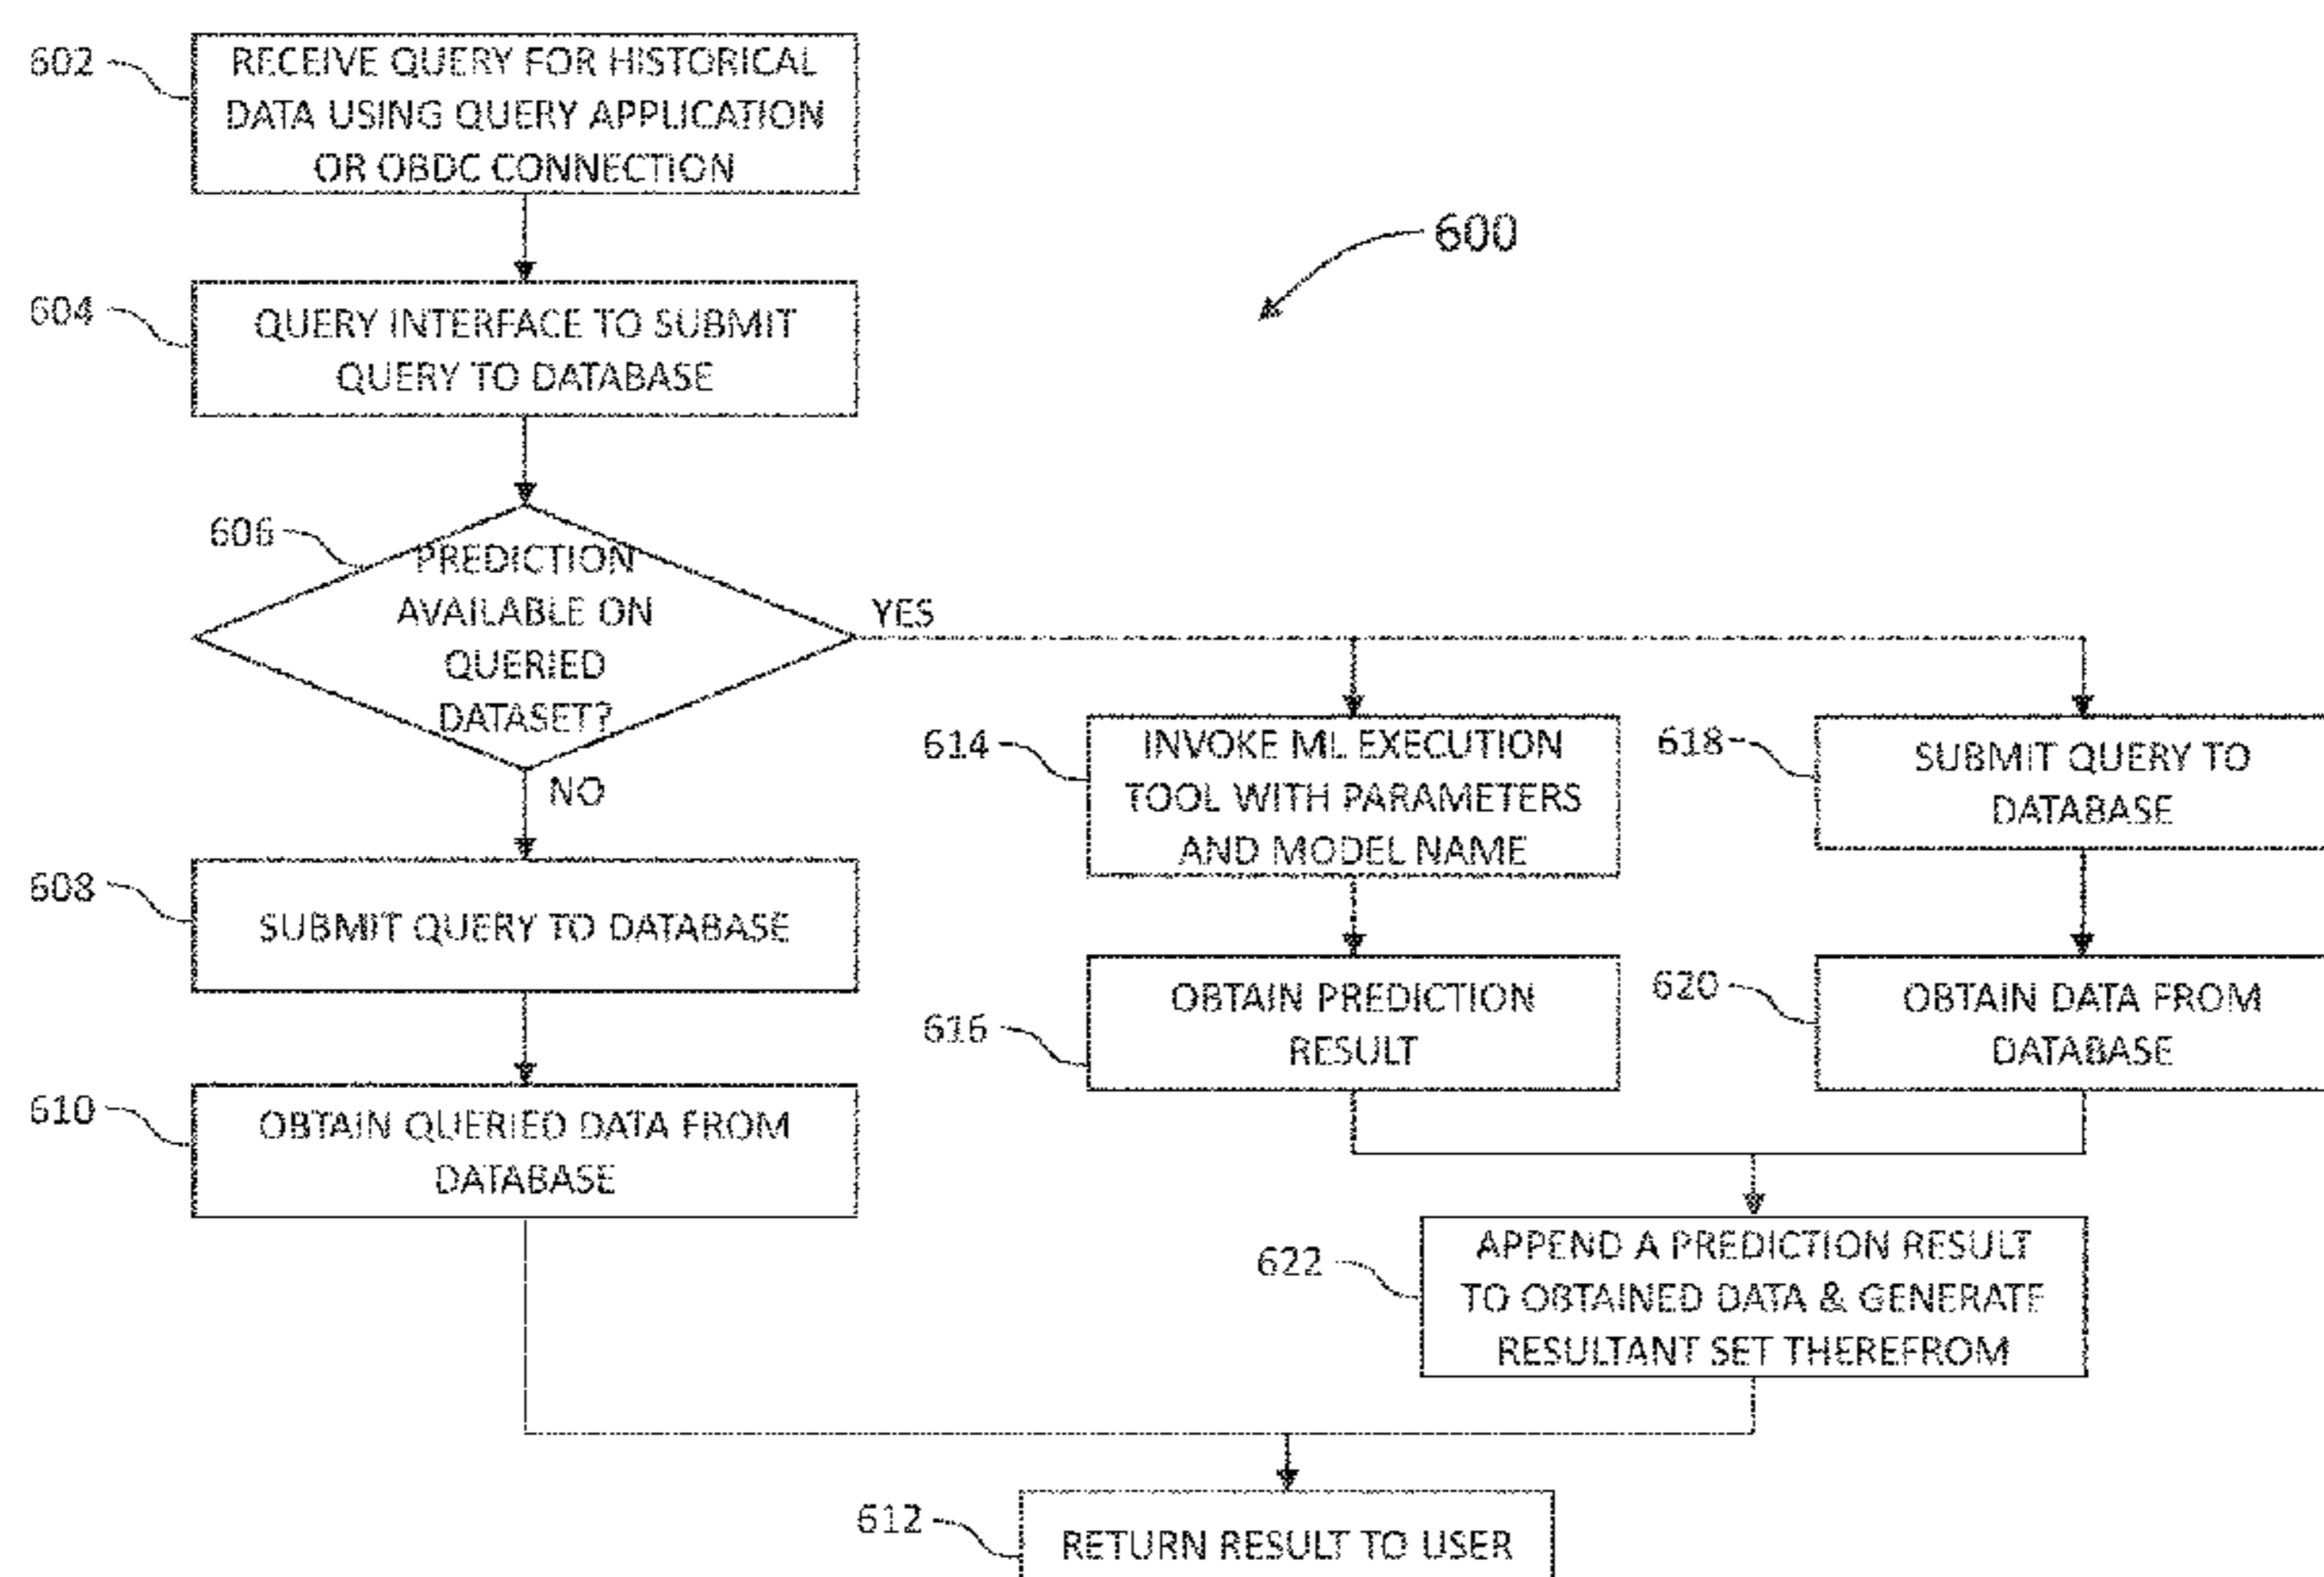 602
RECEIVE QUERY FOR HISTORICAL
DATA USING QUERY APPLICATION
OR OBDC CONNECTION
600
604
QUERY INTERFACE TO SUBMIT
QUERY TO DATABASE
606
PREDICTION
AVAILABLE ON
QUERIED
DATASET?
YES
NO
614
INVOKE ML EXECUTION
TOOL WITH PARAMETERS
AND MODEL NAME
618
SUBMIT QUERY TO
DATABASE
608
SUBMIT QUERY TO DATABASE
616
OBTAIN PREDICTION
RESULT
620
OBTAIN DATA FROM
DATABASE
610
OBTAIN QUERIED DATA FROM
DATABASE
622
APPEND A PREDICTION RESULT
TO OBTAINED DATA & GENERATE
RESULTANT SET THEREFROM
612
RETURN RESULT TO USER